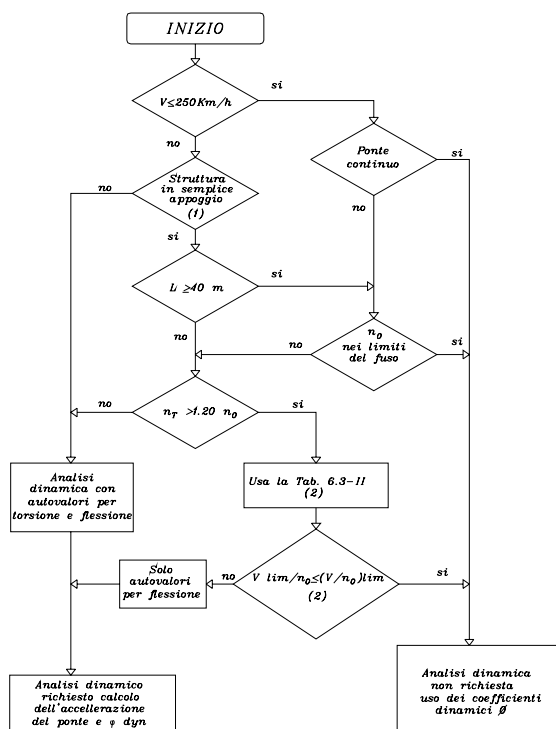 INIZIO
si
V≤250Km/h
no
Ponte
continuo
si
no
Struttura
in semplice
appoggio
(1)
no
si
L ≥40 m
si
no
n0
nei limiti
del fuso
no
si
nT >1.20 n0
no
si
Analisi
dinamica con
autovalori per
torsione e flessione
Usa la Tab. 6.3-II
(2)
V lim/n0≤(V/n0)lim
(2)
no
si
Solo
autovalori
per flessione
Analisi dinamico
richiesto calcolo
dell'accellerazione
del ponte e φ dyn
Analisi dinamica
non richiesta
uso dei coefficienti
dinamici Ø